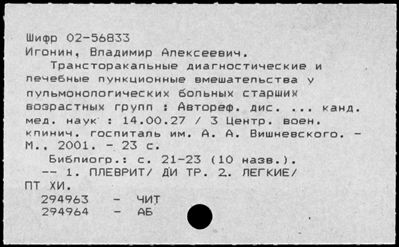 Шифр 02-56833
Игонин, Владимир Алексеевич.
Трансторакальные диагностические и
лечебные пункционные вмешательства у
пульмонологических больных старших
возрастных групп : Автореф. дис. ... канд.
мед. наук : 14.00.27 / 3 Центр. воен.
клинич. госпиталь им. А. А. Вишневского. -
М., 2001. - 23 с.
Библиогр.: с. 21-23 (10 назв.).
-- 1. ПЛЕВРИТ/ ДИ ТР. 2. ЛЕГКИЕ/
ПТ ХИ.
294963 - ЧИТ
294964 - АБ